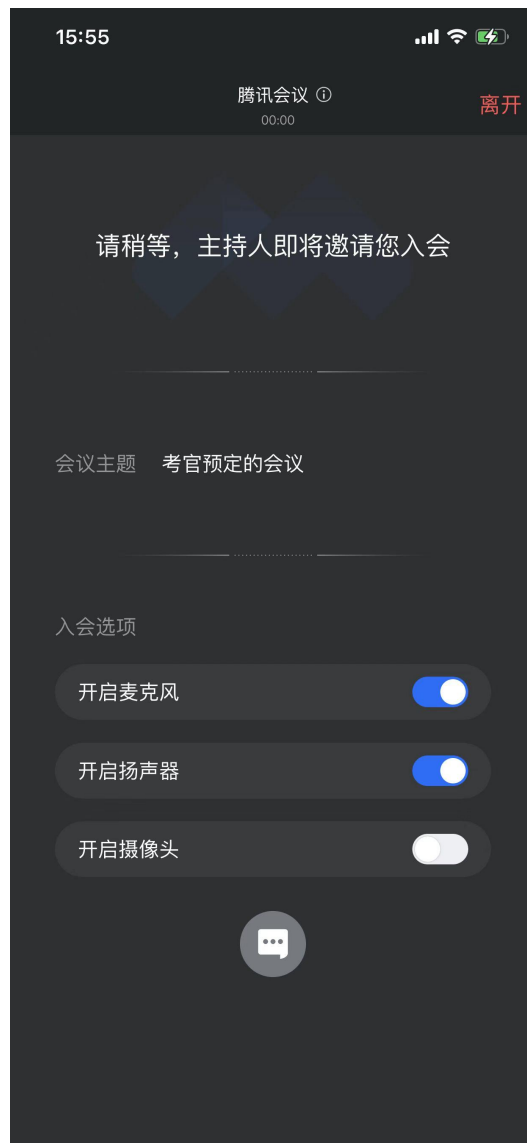 15:55
腾讯会议
00:00
离开
请稍等，主持人即将邀请您入会
会议主题 考官预定的会议
入会选项
开启麦克风
开启扬声器
开启摄像头